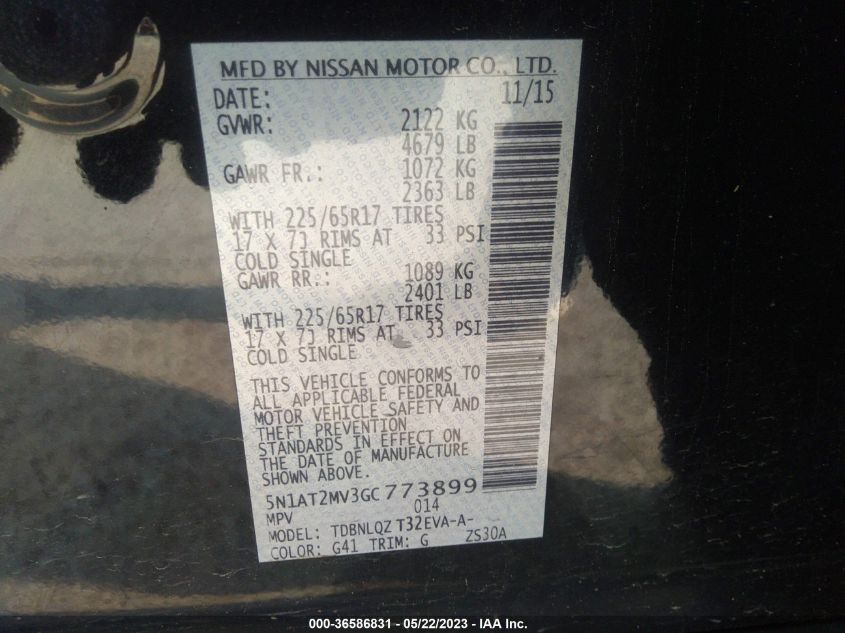 MFD BY NISSAN MOTOR CO., LTD.
DATE: 11/15
GVWR: 2122 KG
4679 LB
GAWR FR.: 1072 KG
2363 LB
WITH 225/65R17 TIRES
17 X 7J RIMS AT 33 PSI
COLD SINGLE
GAWR RR.: 1089 KG
2401 LB
WITH 225/65R17 TIRES
17 X 7J RIMS AT 33 PSI
COLD SINGLE
THIS VEHICLE CONFORMS TO
ALL APPLICABLE FEDERAL
MOTOR VEHICLE SAFETY AND
THEFT PREVENTION
STANDARDS IN EFFECT ON
THE DATE OF MANUFACTURE
SHOWN ABOVE.
5N1AT2MV3GC773899
MPV 014
MODEL: TDBNLQZ T32EVA-A-
COLOR: G41 TRIM: G ZS30A
000-36586831 - 05/22/2023 - IAA Inc.